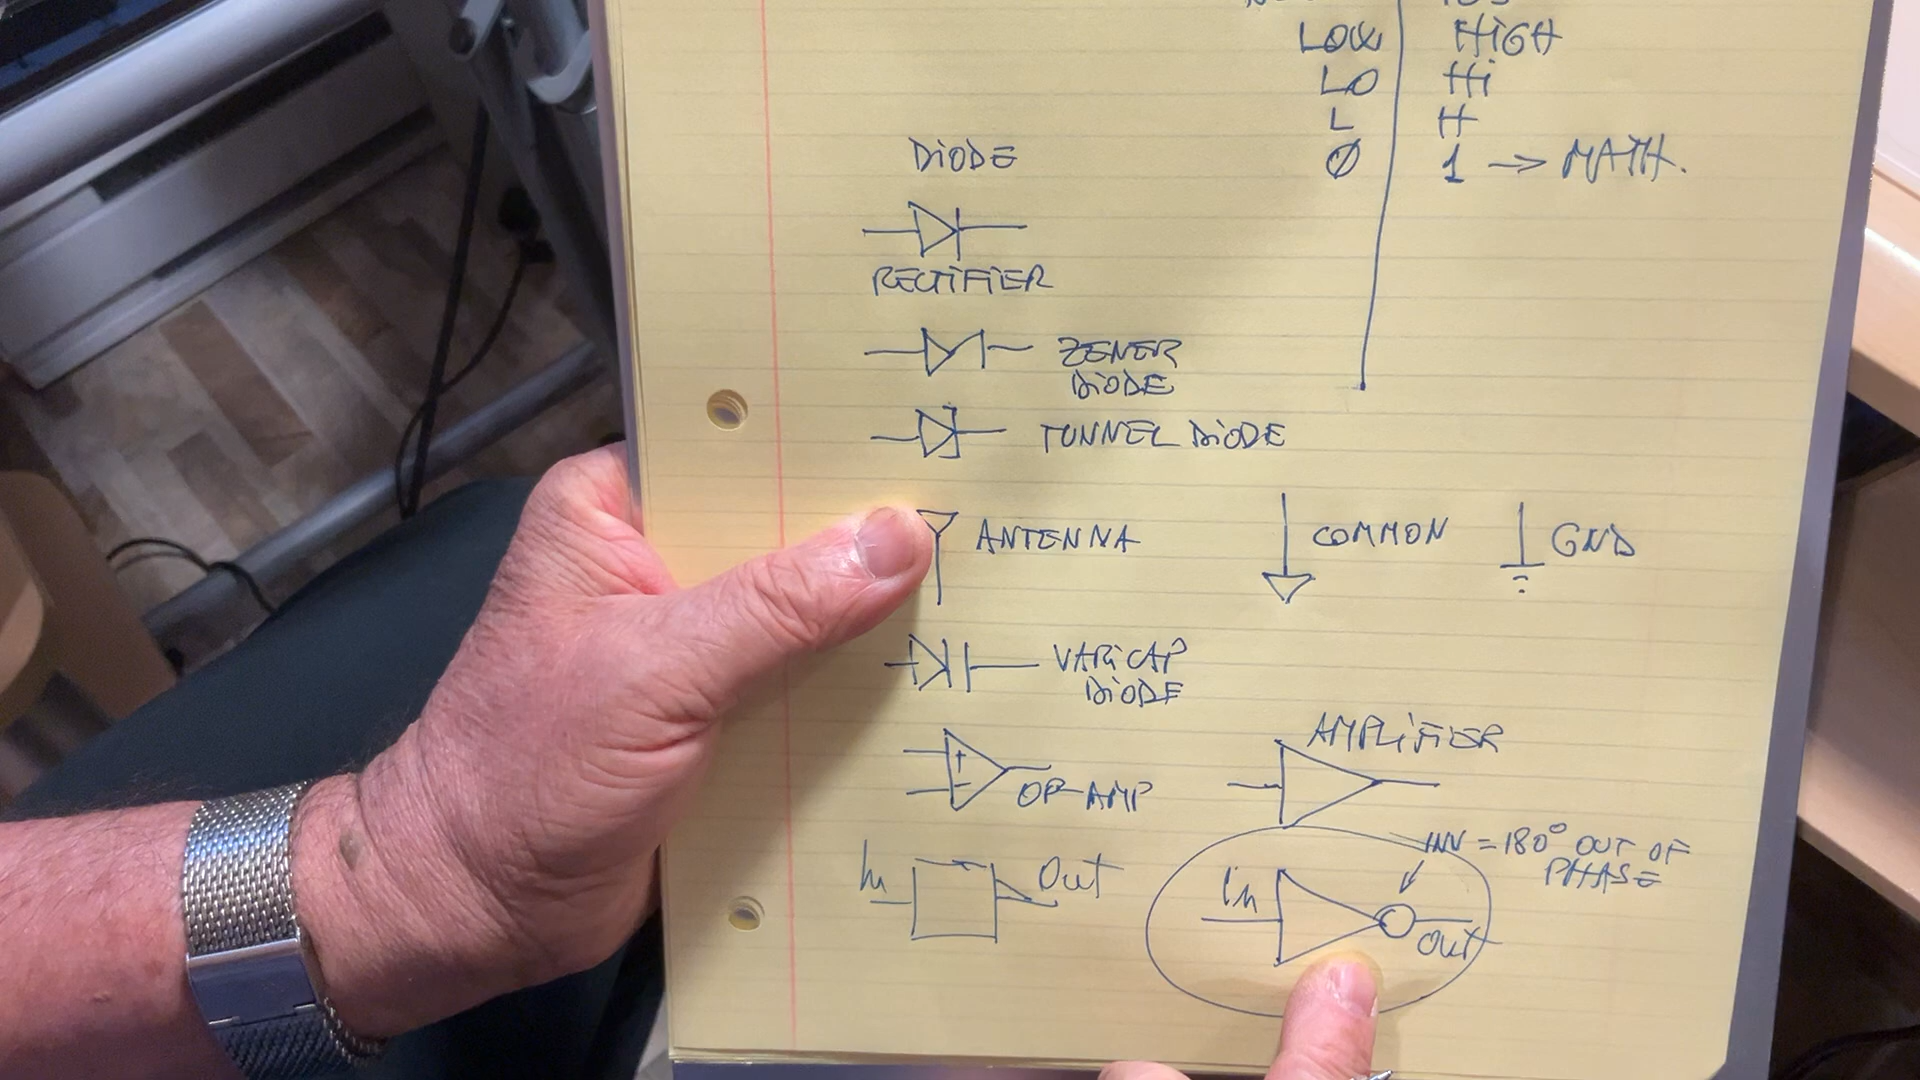 LOW HIGH
LO Hi
L H
Ø 1 → MATH.
DiODE
RECTiFiER
ZENER
DiODE
TUNNEL DiODE
ANTENNA
COMMON
GND
VARiCAP
DiODE
AMPLiFiER
+
-
OP-AMP
INV = 180° OUT OF
PHASE
In Out
in
out